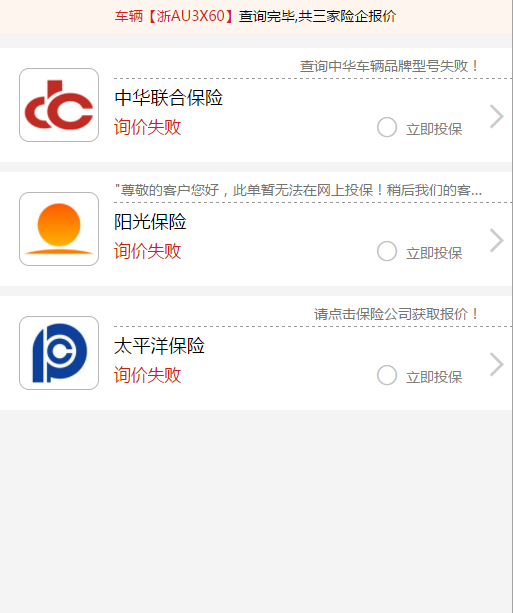 车辆【浙AU3X60】查询完毕,共三家险企报价
查询中华车辆品牌型号失败！
中华联合保险
询价失败
立即投保
"尊敬的客户您好，此单暂无法在网上投保！稍后我们的客...
阳光保险
询价失败
立即投保
请点击保险公司获取报价！
太平洋保险
询价失败
立即投保